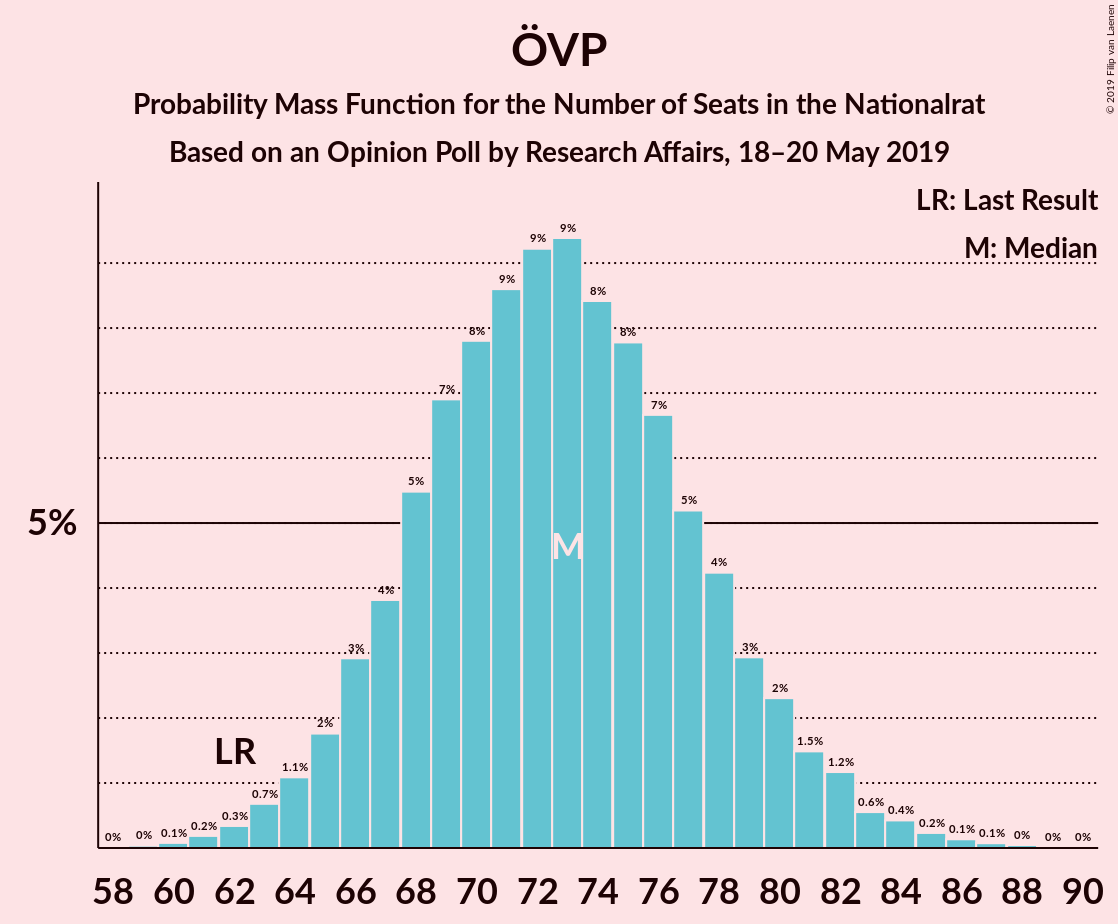 ÖVP
Probability Mass Function for the Number of Seats in the Nationalrat
Based on an Opinion Poll by Research Affairs, 18–20 May 2019
© 2019 Filip van Laenen
LR: Last Result
M: Median
5%
0% 0% 0.1% 0.2% 0.3% 0.7% 1.1% 2% 3% 4% 5% 7% 8% 9% 9% 9% 8% 8% 7% 5% 4% 3% 2% 1.5% 1.2% 0.6% 0.4% 0.2% 0.1% 0.1% 0% 0% 0%
LR
M
58 60 62 64 66 68 70 72 74 76 78 80 82 84 86 88 90